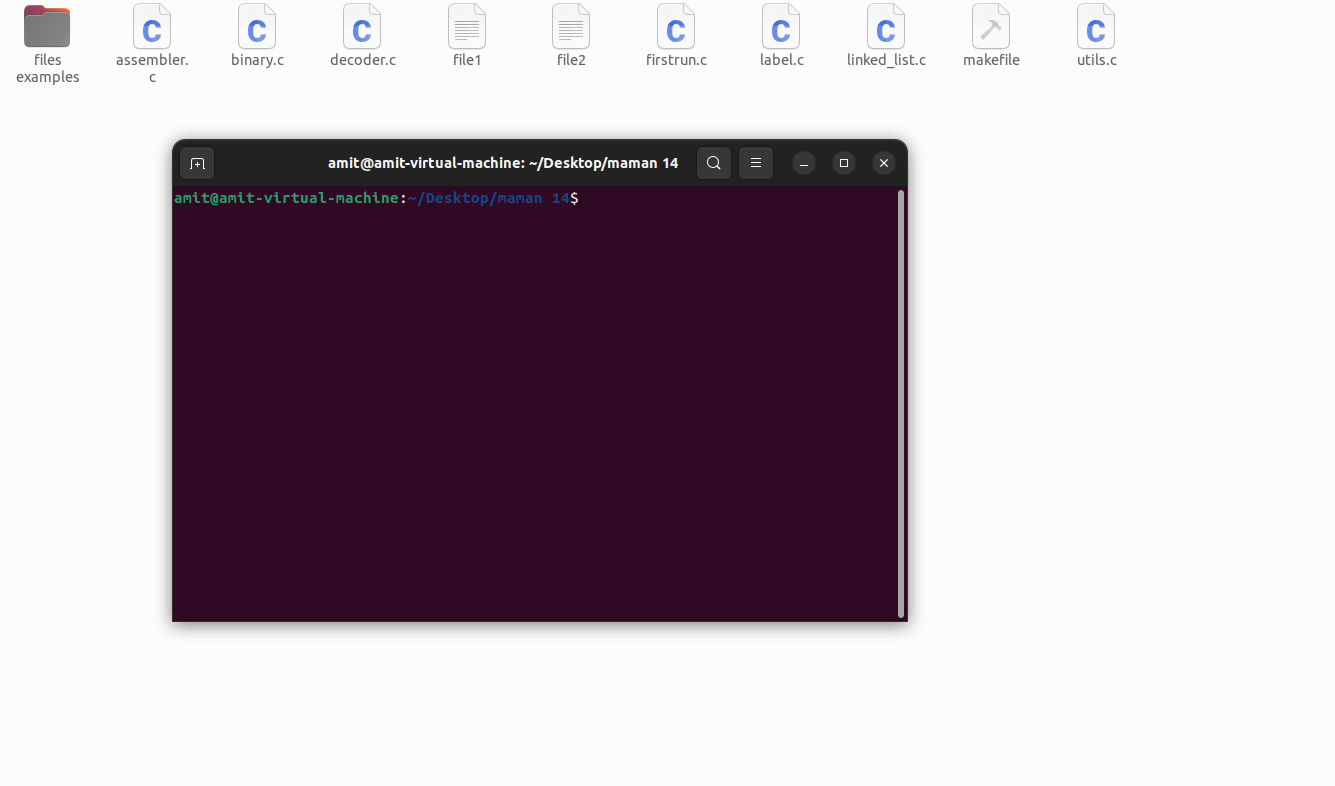 files
examples
assembler.
c
binary.c
decoder.c
file1
file2
firstrun.c
label.c
linked_list.c
makefile
utils.c
amit@amit-virtual-machine: ~/Desktop/maman 14
amit@amit-virtual-machine:~/Desktop/maman 14$